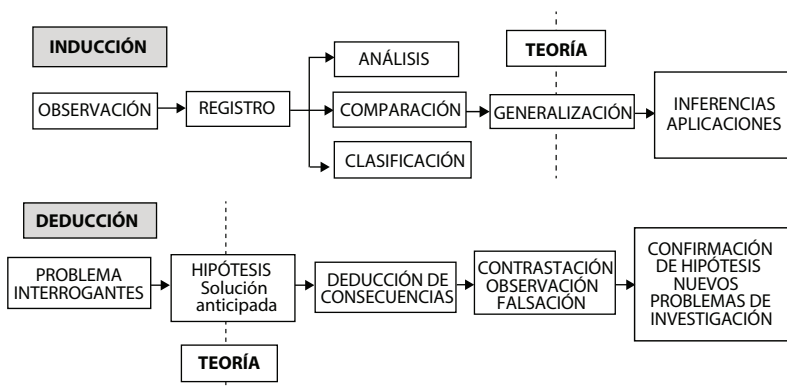 INDUCCIÓN
TEORÍA
ANÁLISIS
OBSERVACIÓN
REGISTRO
COMPARACIÓN
GENERALIZACIÓN
INFERENCIAS
APLICACIONES
CLASIFICACIÓN
DEDUCCIÓN
PROBLEMA
INTERROGANTES
HIPÓTESIS
Solución
anticipada
DEDUCCIÓN DE
CONSECUENCIAS
CONTRASTACIÓN
OBSERVACIÓN
FALSACIÓN
CONFIRMACIÓN
DE HIPÓTESIS
NUEVOS
PROBLEMAS DE
INVESTIGACIÓN
TEORÍA